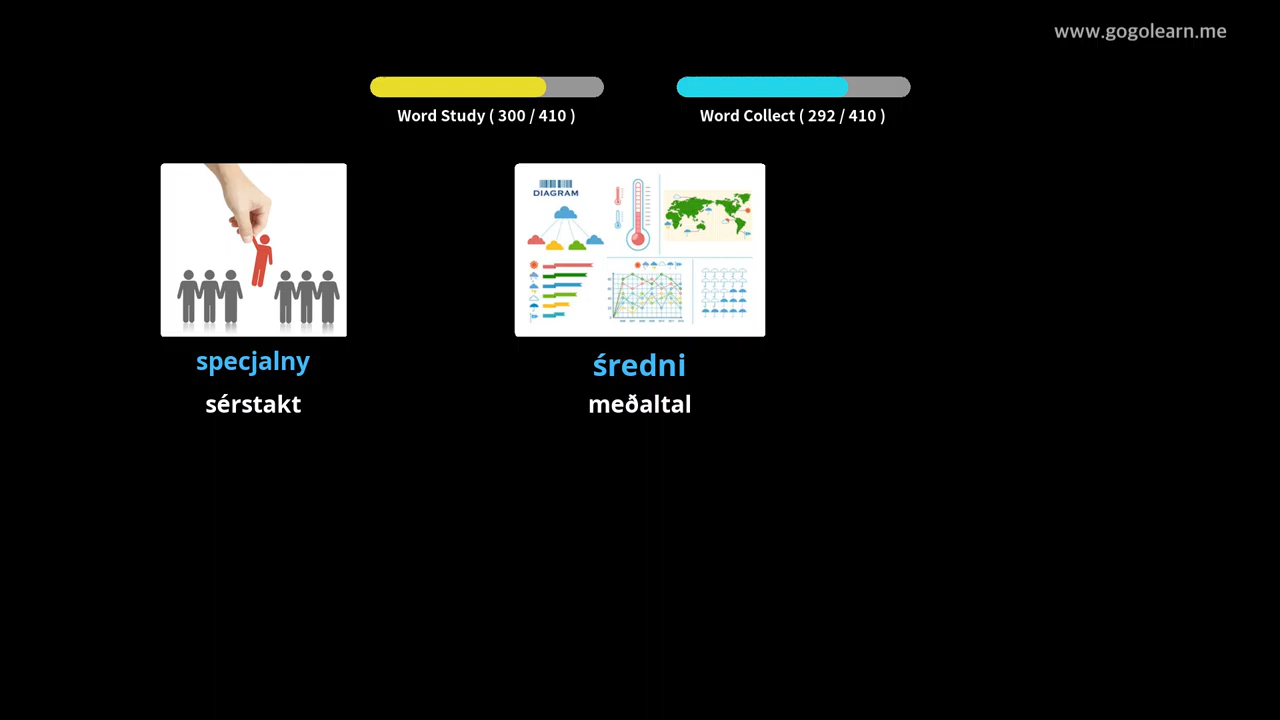 www.gogolearn.me
Word Study ( 300 / 410 )
Word Collect ( 292 / 410 )
DIAGRAM
specjalny
średni
sérstakt
meðaltal